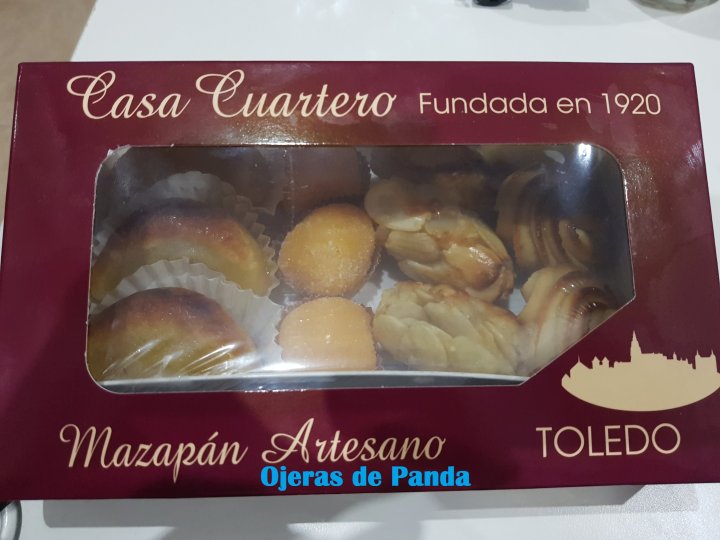 Casa Cuartero Fundada en 1920
Mazapán Artesano TOLEDO
Ojeras de Panda